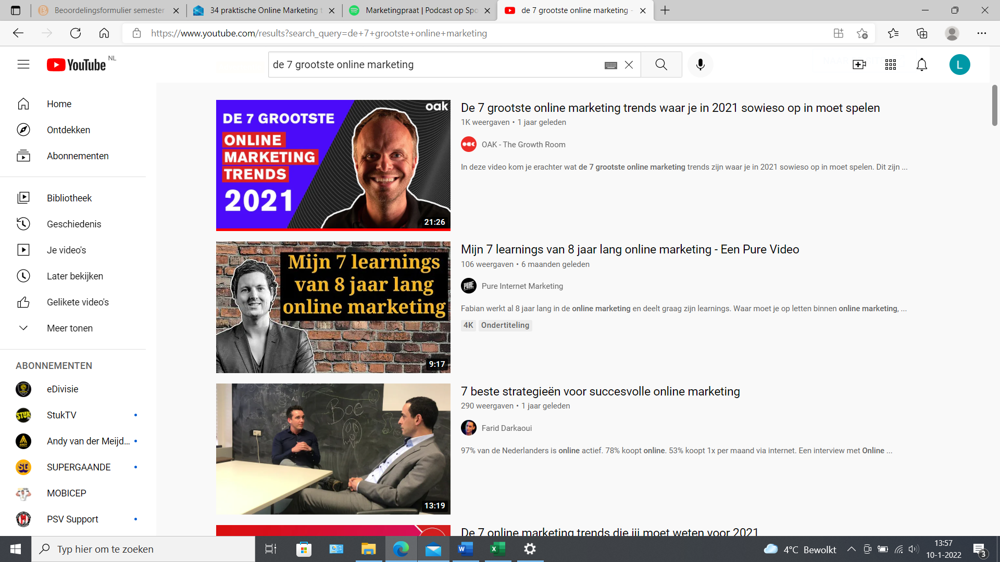 Beoordelingsformulier semester
34 praktische Online Marketing t
Marketingpraat | Podcast op Spo
de 7 grootste online marketing -
https://www.youtube.com/results?search_query=de+7+grootste+online+marketing
YouTube NL
de 7 grootste online marketing
L
Home
Ontdekken
Abonnementen
Bibliotheek
Geschiedenis
Je video's
Later bekijken
Gelikete video's
Meer tonen
ABONNEMENTEN
eDivisie
StukTV
Andy van der Meijd...
SUPERGAANDE
MOBICEP
PSV Support
oak
DE 7 GROOTSTE
ONLINE
MARKETING
TRENDS
2021
21:26
De 7 grootste online marketing trends waar je in 2021 sowieso op in moet spelen
1K weergaven • 1 jaar geleden
OAK - The Growth Room
In deze video kom je erachter wat de 7 grootste online marketing trends zijn waar je in 2021 sowieso op in moet spelen. Dit zijn ...
Mijn 7 learnings
van 8 jaar lang
online marketing
9:17
Mijn 7 learnings van 8 jaar lang online marketing - Een Pure Video
106 weergaven • 6 maanden geleden
PURE
Pure Internet Marketing
Fabian werkt al 8 jaar lang in de online marketing en deelt graag zijn learnings. Waar moet je op letten binnen online marketing, ...
4K Ondertiteling
Boe
13:19
7 beste strategieën voor succesvolle online marketing
290 weergaven • 1 jaar geleden
Farid Darkaoui
97% van de Nederlanders is online actief. 78% koopt online. 53% koopt 1x per maand via internet. Een interview met Online ...
De 7 online marketing trends die jij moet weten voor 2021
Typ hier om te zoeken
4°C Bewolkt
13:57
10-1-2022
3